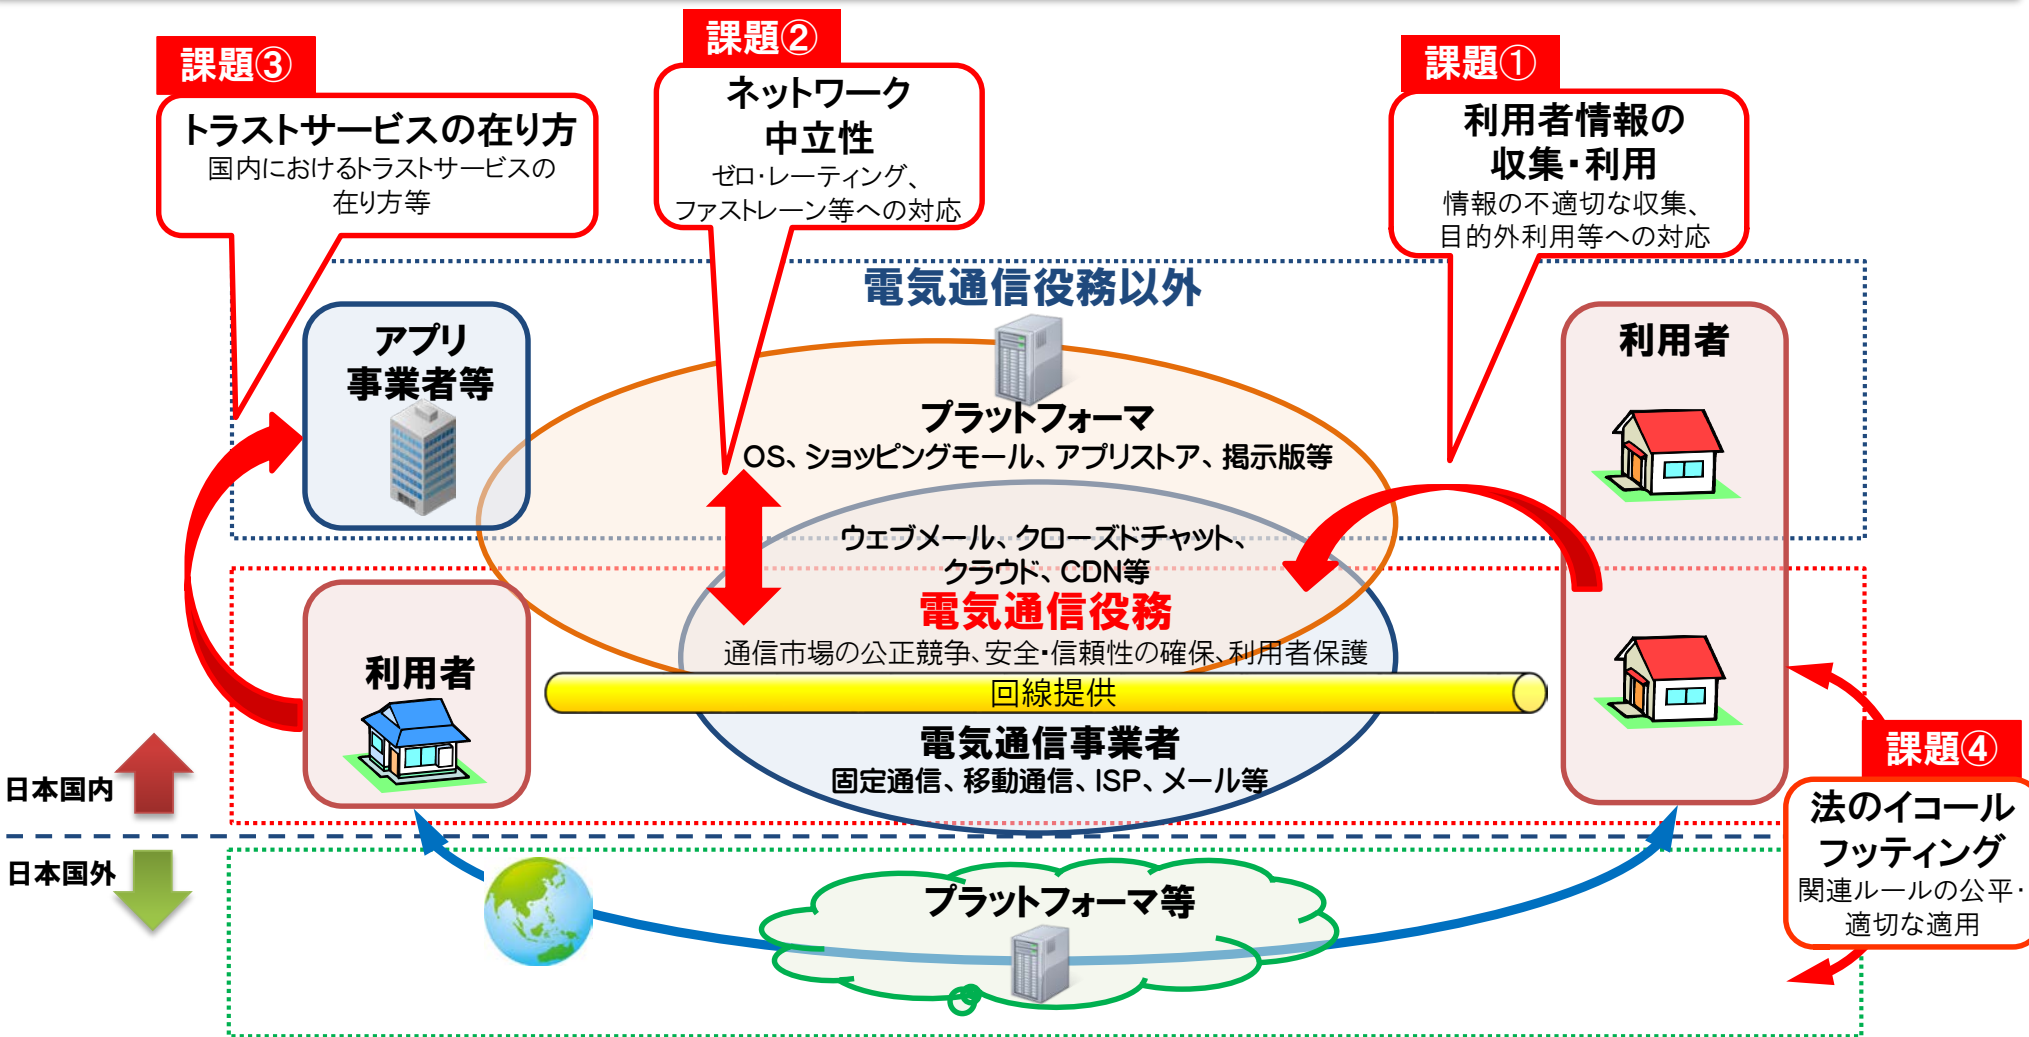 課題③
トラストサービスの在り方
国内におけるトラストサービスの
在り方等
課題②
ネットワーク
中立性
ゼロ・レーティング、
ファストレーン等への対応
課題①
利用者情報の
収集・利用
情報の不適切な収集、
目的外利用等への対応
電気通信役務以外
アプリ
事業者等
プラットフォーマ
OS、ショッピングモール、アプリストア、掲示版等
利用者
ウェブメール、クローズドチャット、
クラウド、CDN等
電気通信役務
通信市場の公正競争、安全・信頼性の確保、利用者保護
利用者
回線提供
電気通信事業者
固定通信、移動通信、ISP、メール等
課題④
法のイコール
フッティング
関連ルールの公平・
適切な適用
日本国内
日本国外
プラットフォーマ等